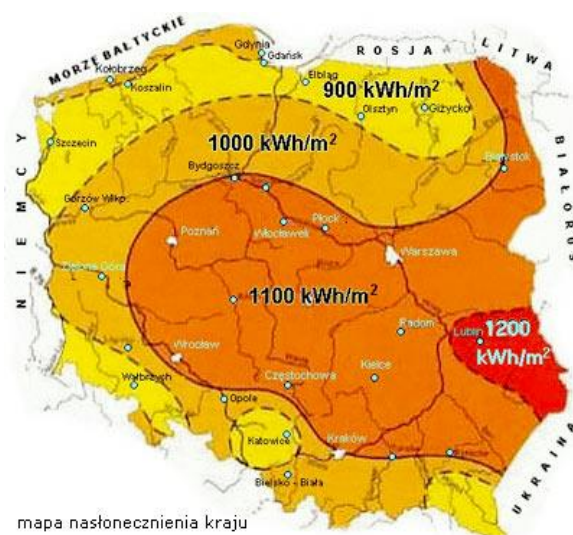 MORZE BAŁTYCKIE
ROSJA
LITWA
BIAŁORUŚ
UKRAINA
NIEMCY
Gdynia
Gdańsk
Kołobrzeg
Koszalin
Elbląg
900 kWh/m²
Olsztyn
Giżycko
Szczecin
1000 kWh/m²
Bydgoszcz
Białystok
Gorzów Wlkp.
Poznań
Włocławek
Płock
Warszawa
Zielona Góra
1100 kWh/m²
Radom
Lublin
1200
kWh/m²
Wrocław
Wałbrzych
Częstochowa
Kielce
Opole
Katowice
Kraków
Bielsko - Biała
mapa nasłonecznienia kraju